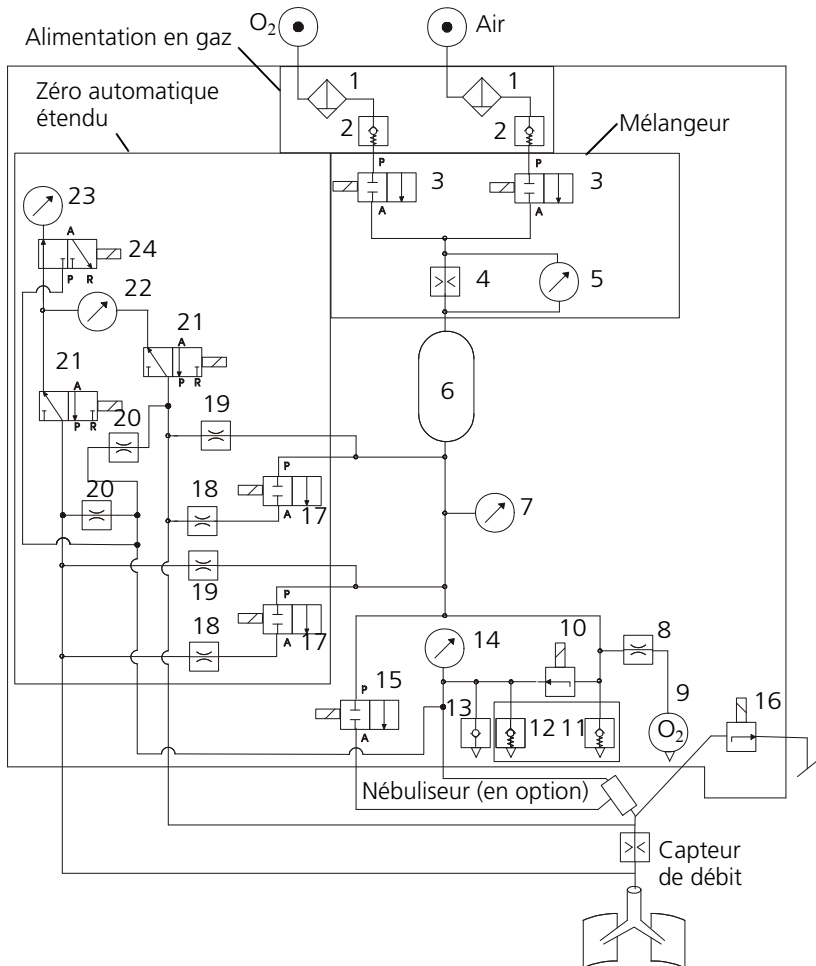 O₂ Air
Alimentation en gaz
1 1
Zéro automatique
étendu
2 2
Mélangeur
P P
3 3
A A
23
A
24
P R
22
4 5
21
A
P R
21
A
P R
6
20 19
P
18
17
A
20
7
19
P
18
17
A
14 10 8
15
P
9
13 12 11
O₂
16
A
Nébuliseur (en option)
Capteur
de débit